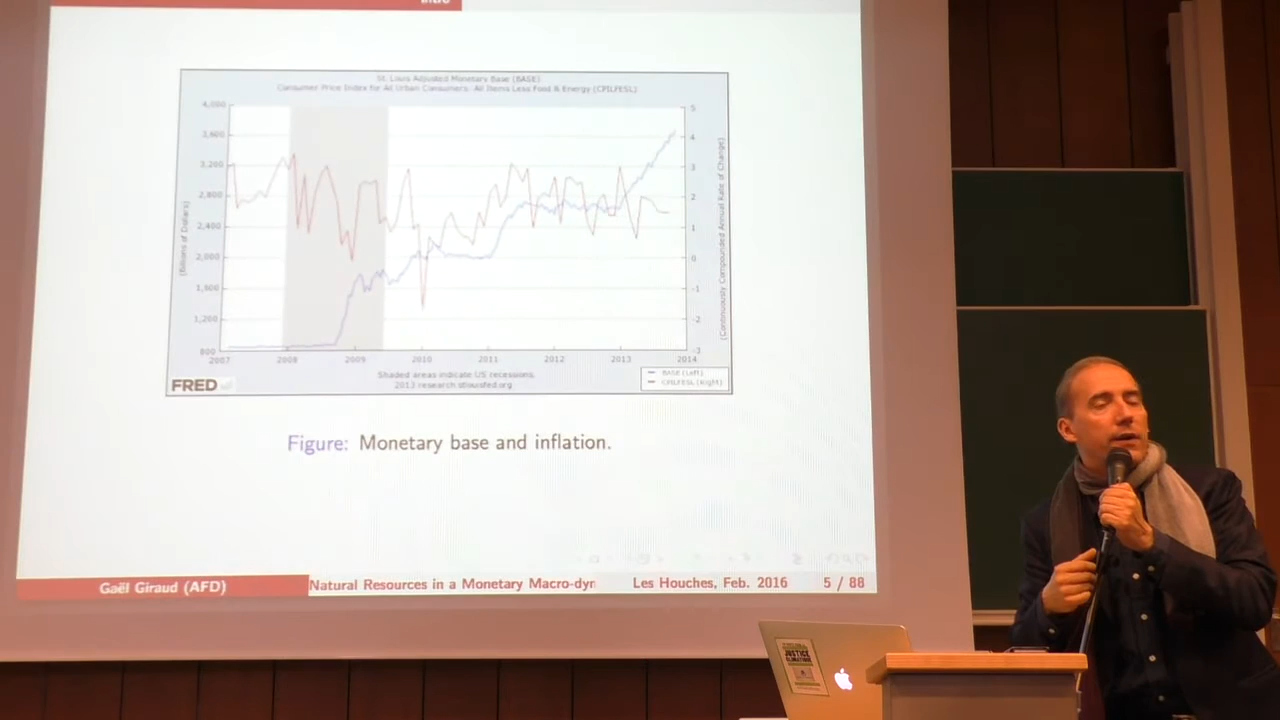 Intro
St. Louis Adjusted Monetary Base (BASE)
Consumer Price Index for All Urban Consumers: All Items Less Food & Energy (CPILFESL)
4,000
3,600
3,200
2,800
2,400
2,000
1,600
1,200
800
(Billions of Dollars)
5
4
3
2
1
0
-1
-2
-3
(Continuously Compounded Annual Rate of Change)
2007 2008 2009 2010 2011 2012 2013 2014
Shaded areas indicate US recessions.
2013 research.stlouisfed.org
FRED
BASE (Left)
CPILFESL (Right)
Figure: Monetary base and inflation.
Gaël Giraud (AFD) Natural Resources in a Monetary Macro-dyn Les Houches, Feb. 2016 5 / 88
JUSTICE
CLIMATIQUE